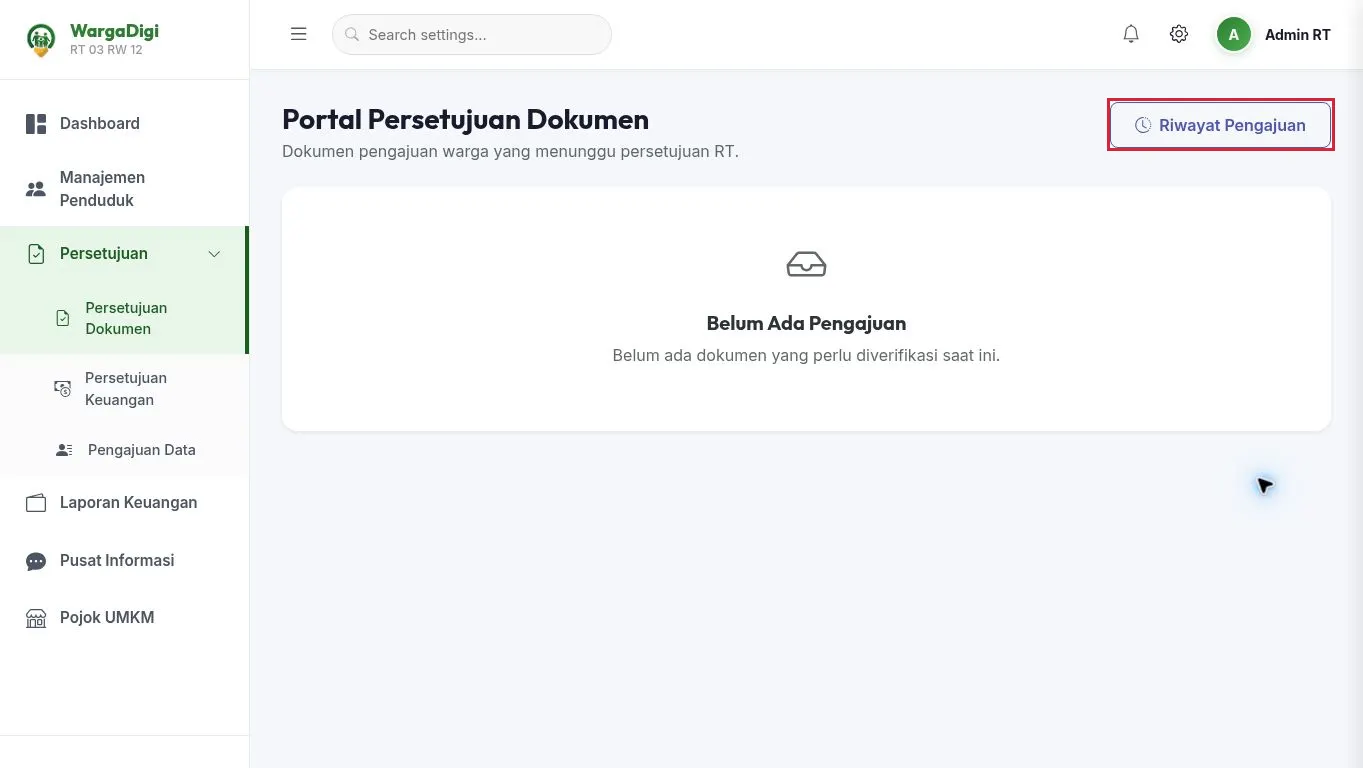 WargaDigi
RT 03 RW 12
Search settings...
A
Admin RT
Dashboard
Manajemen
Penduduk
Persetujuan
Persetujuan
Dokumen
Persetujuan
Keuangan
Pengajuan Data
Laporan Keuangan
Pusat Informasi
Pojok UMKM
Portal Persetujuan Dokumen
Dokumen pengajuan warga yang menunggu persetujuan RT.
Riwayat Pengajuan
Belum Ada Pengajuan
Belum ada dokumen yang perlu diverifikasi saat ini.